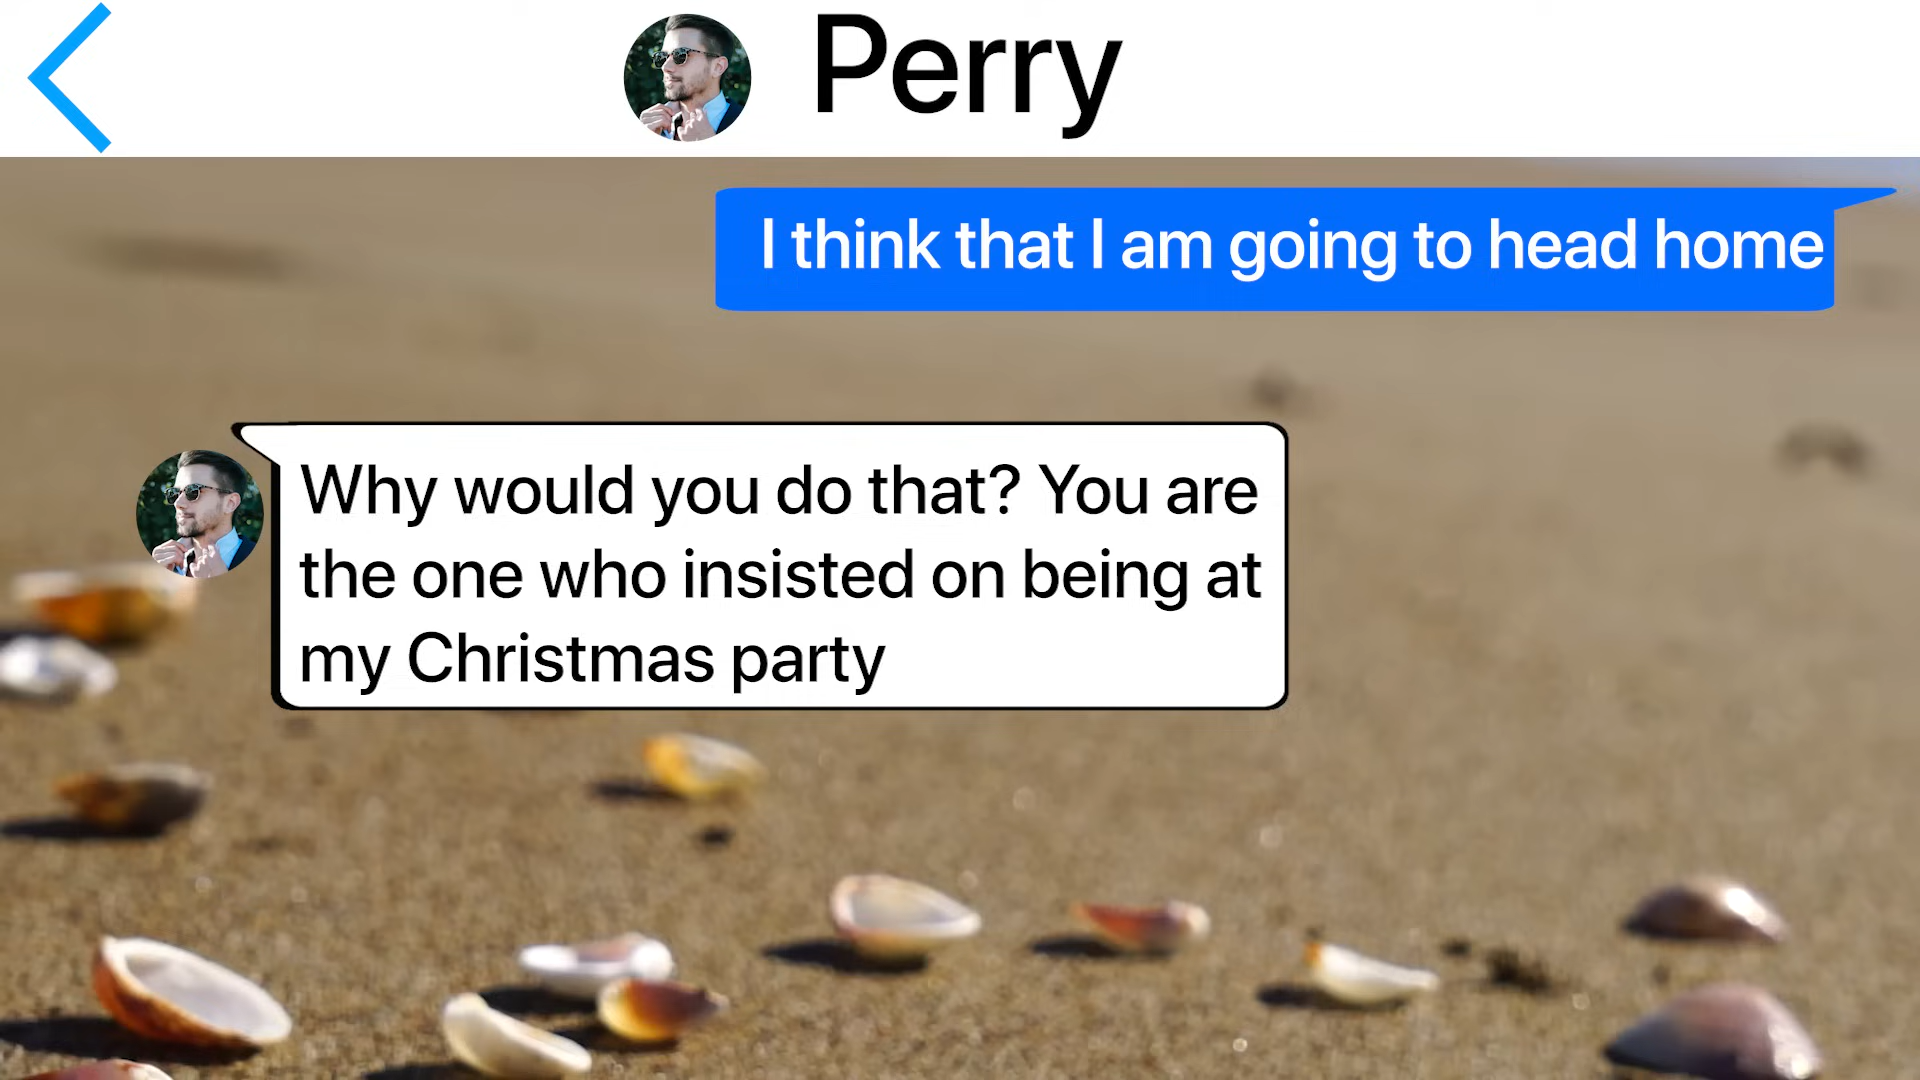 Perry
I think that I am going to head home
Why would you do that? You are
the one who insisted on being at
my Christmas party